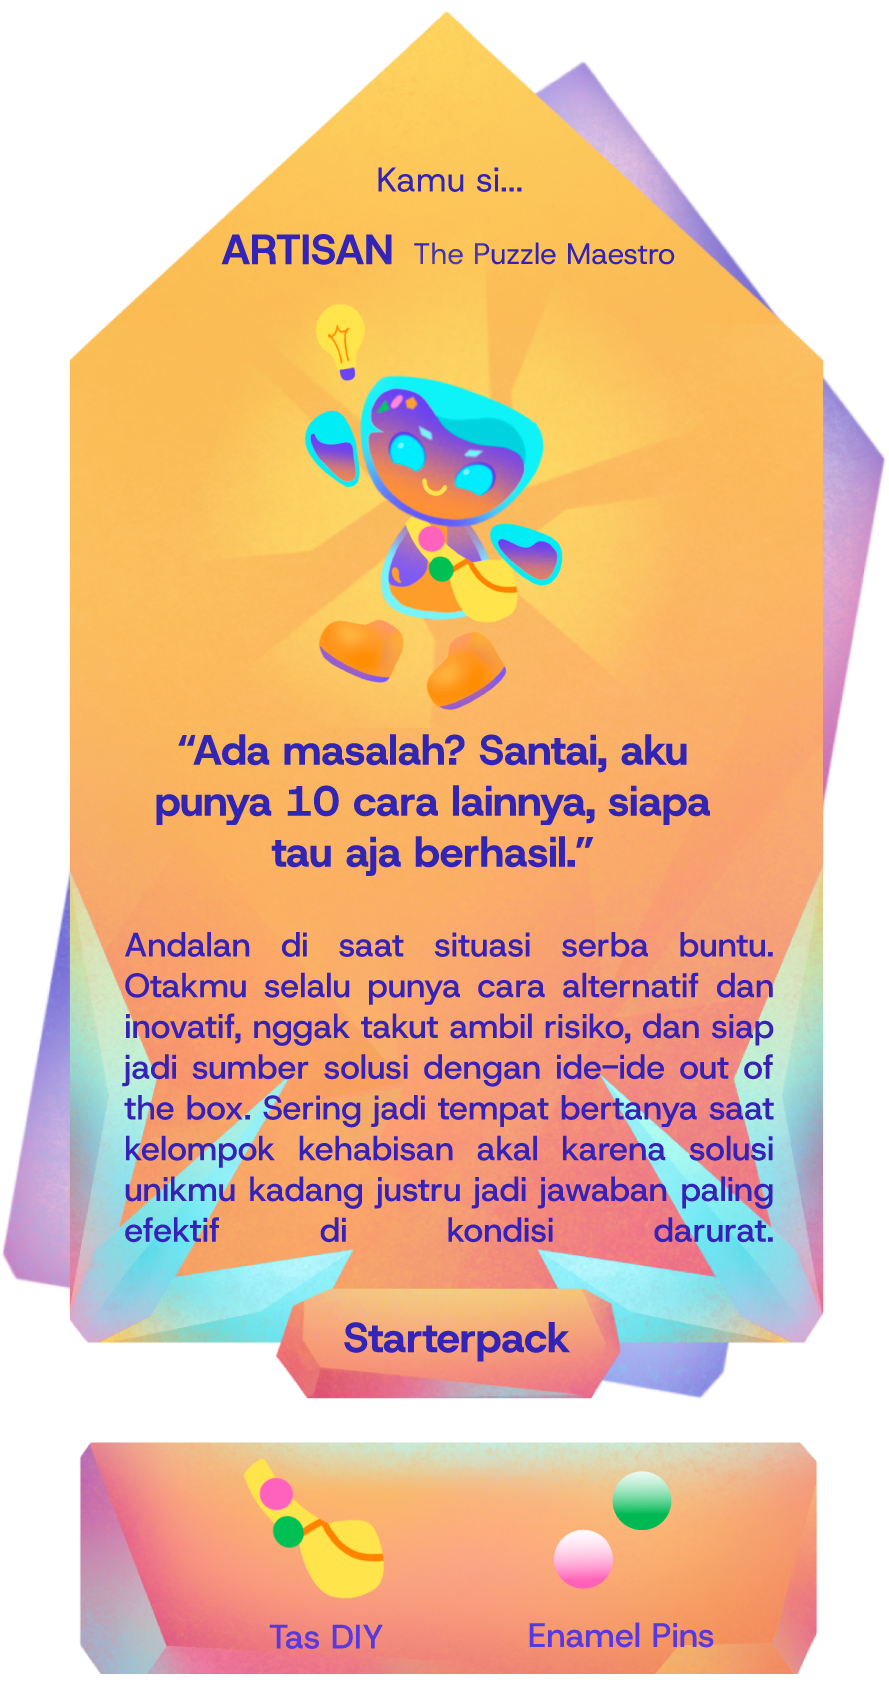 Kamu si...
ARTISAN The Puzzle Maestro
“Ada masalah? Santai, aku
punya 10 cara lainnya, siapa
tau aja berhasil.”
Andalan di saat situasi serba buntu.
Otakmu selalu punya cara alternatif dan
inovatif, nggak takut ambil risiko, dan siap
jadi sumber solusi dengan ide-ide out of
the box. Sering jadi tempat bertanya saat
kelompok kehabisan akal karena solusi
unikmu kadang justru jadi jawaban paling
efektif di kondisi darurat.
Starterpack
Tas DIY
Enamel Pins